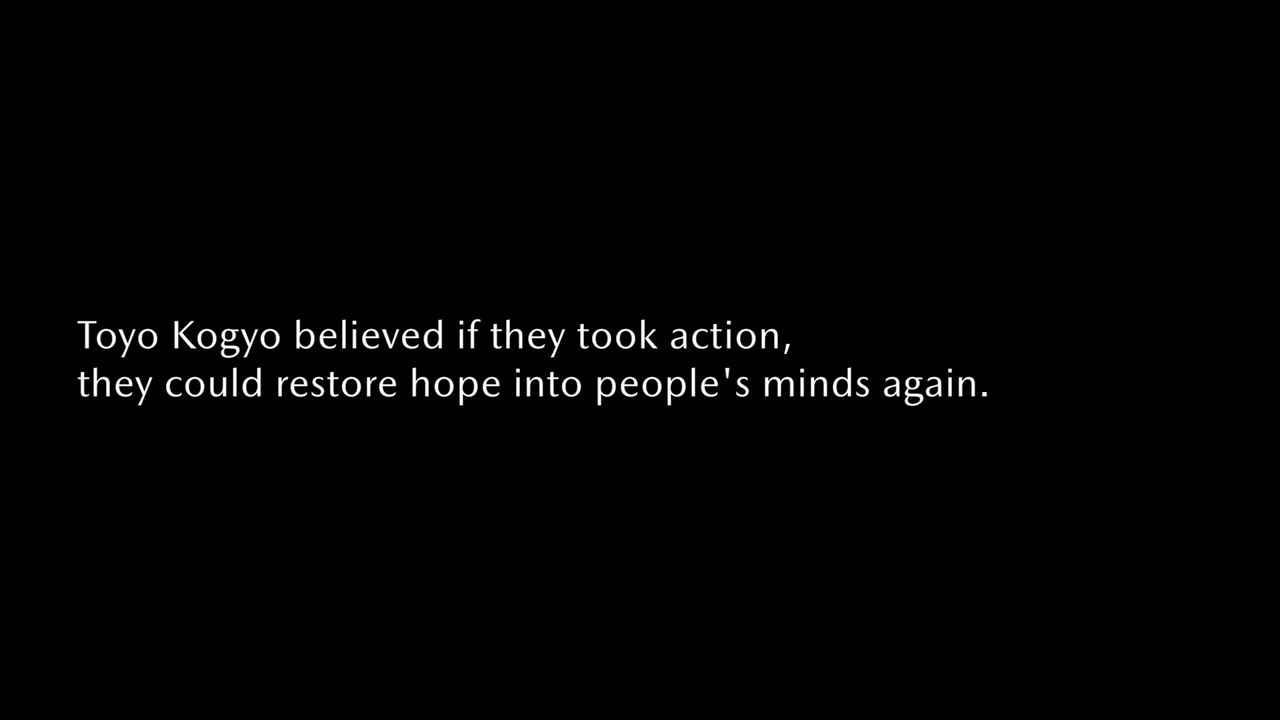 Toyo Kogyo believed if they took action,
they could restore hope into people's minds again.